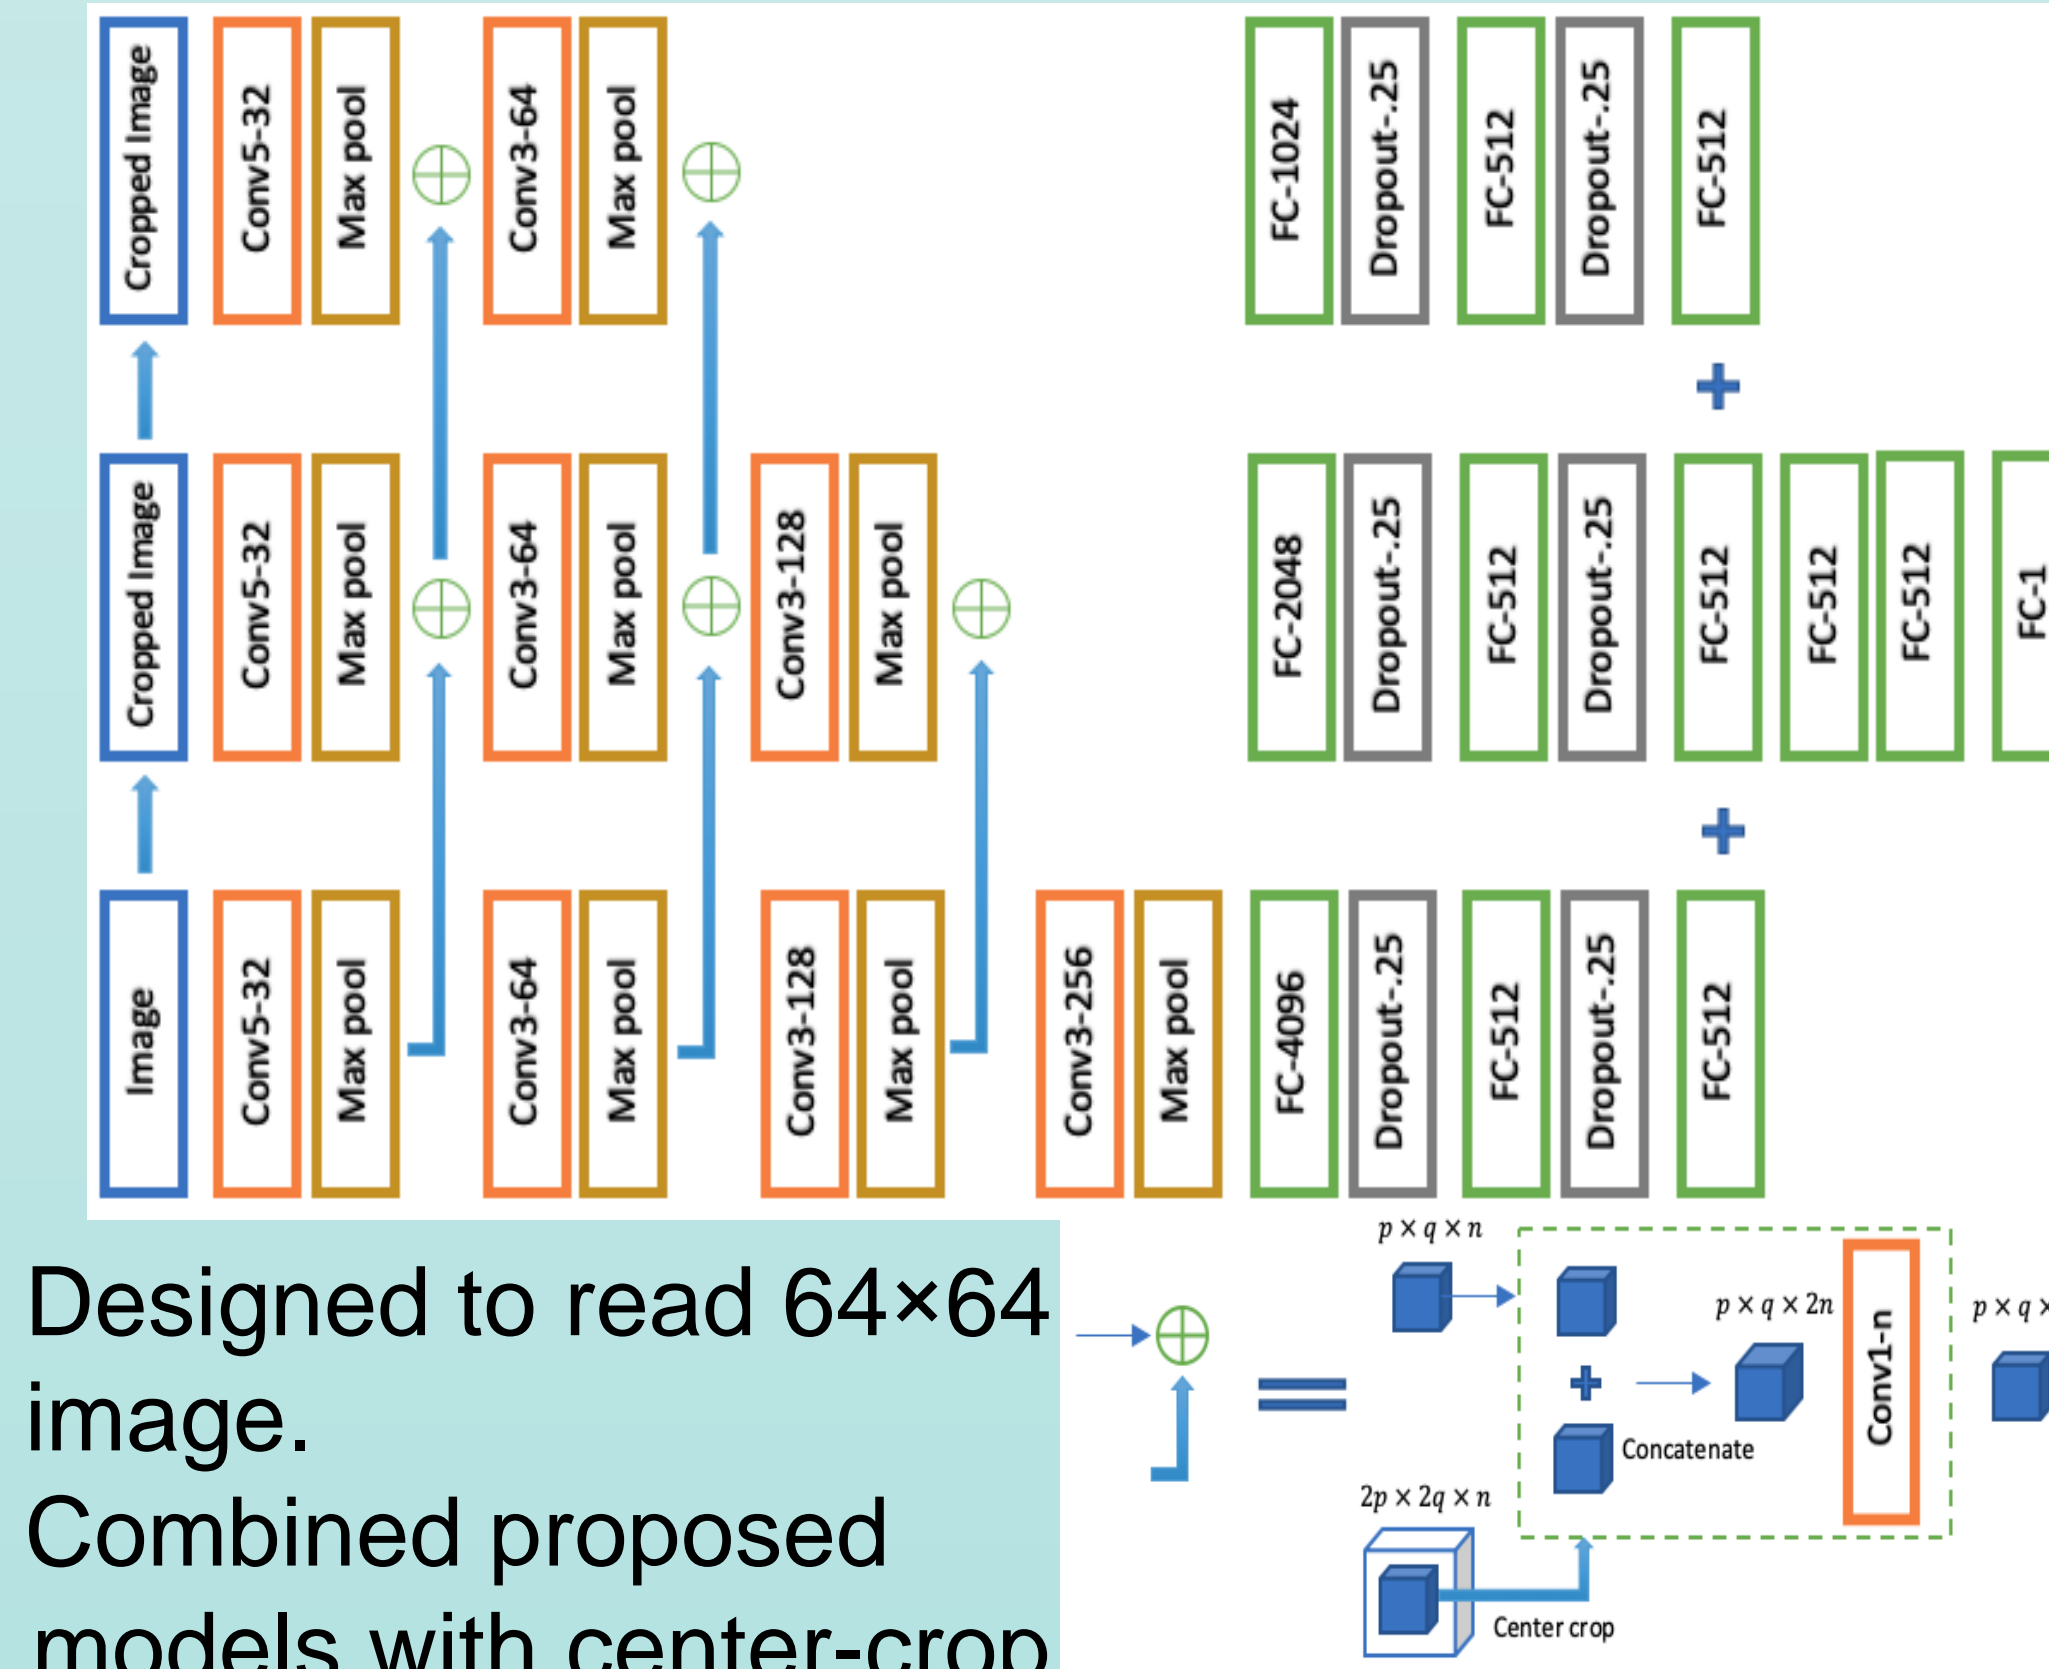 Cropped Image
Conv5-32
Max pool
Conv3-64
Max pool
FC-1024
Dropout-.25
FC-512
Dropout-.25
FC-512
+
Cropped Image
Conv5-32
Max pool
Conv3-64
Max pool
Conv3-128
Max pool
FC-2048
Dropout-.25
FC-512
Dropout-.25
FC-512
FC-512
FC-512
FC-1
+
Image
Conv5-32
Max pool
Conv3-64
Max pool
Conv3-128
Max pool
Conv3-256
Max pool
FC-4096
Dropout-.25
FC-512
Dropout-.25
FC-512
Designed to read 64×64
image.
Combined proposed
models with center-crop
p × q × n
p × q × 2n
Conv1-n
p × q ×
+
Concatenate
2p × 2q × n
Center crop